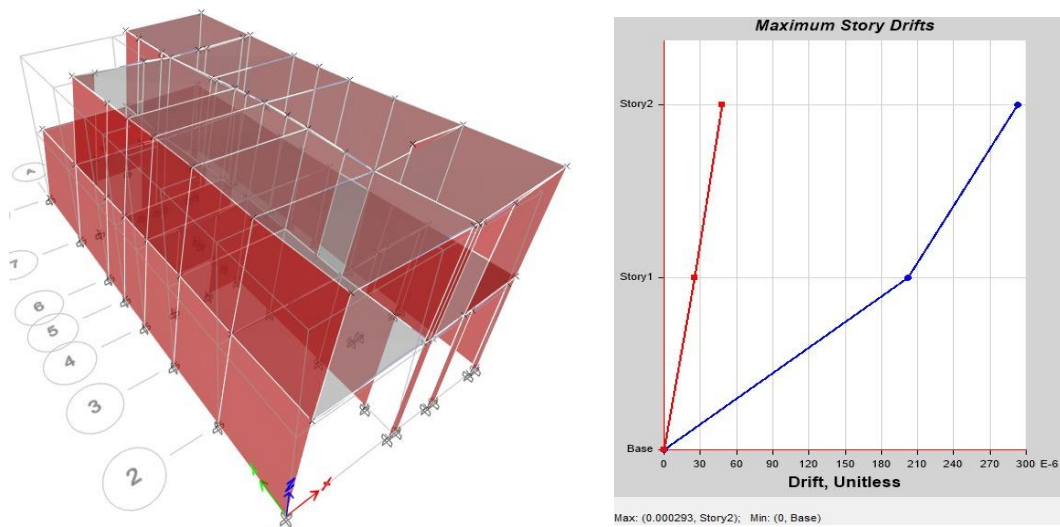 A
7
6
5
4
3
2
X
Maximum Story Drifts
Story2
Story1
Base
0 30 60 90 120 150 180 210 240 270 300 E-6
Drift, Unitless
Max: (0.000293, Story2); Min: (0, Base)